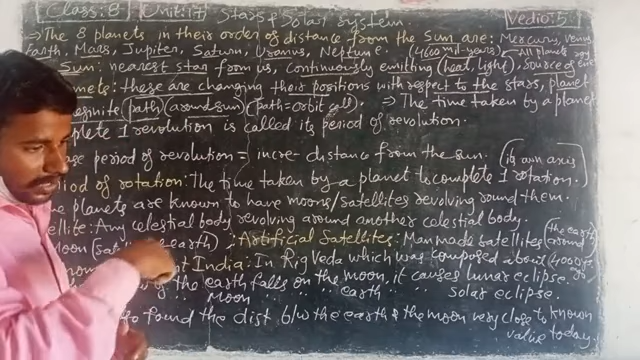 Class: 8 Unit: 17 Stars & Solar system Vedio: 5
→ The 8 planets in their order of distance from the sun are: Mercury, venus
Earth, Mars, Jupiter, Saturn, Uranus, Neptune. (4600 mil years) All planets
Sun: nearest star from us, continuously emitting (heat, light), source of
these are changing their positions with respect to the stars, planet
definite (path) (around sun) path = orbit → The time taken by a planet
1 revolution is called its period of revolution.
period of revolution = incre distance from the sun. (its own axis
of rotation: The time taken by a planet to complete 1 rotation.
planets are known to have moons/satellites revolving round them.
Any celestial body revolving around another celestial body.
Moon earth) ; Artificial Satellites: Man made satellites (the earth around
India: In Rig Veda which was composed about (4000
of the earth falls on the moon, it causes lunar eclipse.
" Moon " " " earth " " solar eclipse.
found the dist. b/w the earth & the moon very close to known
value today.